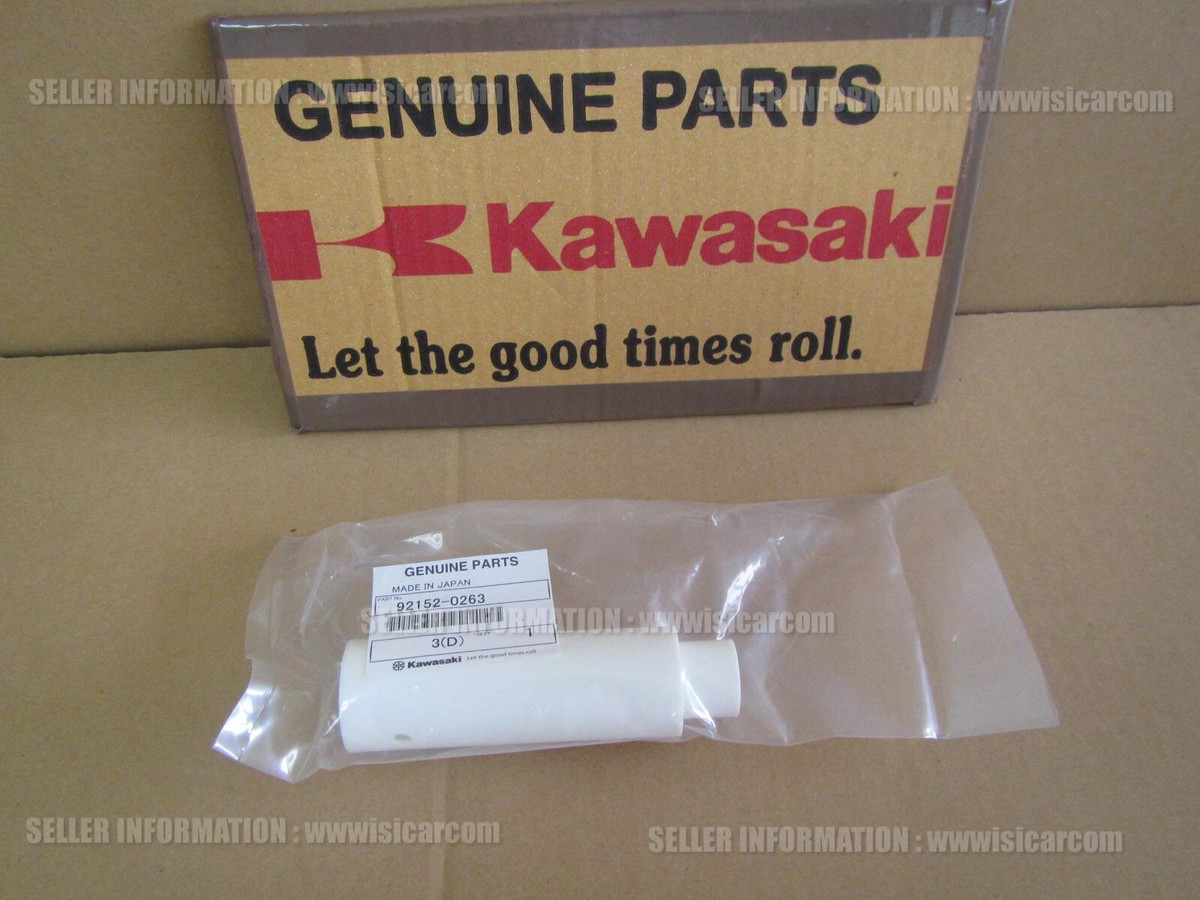 SELLER INFORMATION : wwwisicarcom
SELLER INFORMATION : wwwisicarcom
GENUINE PARTS
Kawasaki
Let the good times roll.
GENUINE PARTS
MADE IN JAPAN
PART No.
92152-0263
SELLER INFORMATION : wwwisicarcom
3(D)
1
Kawasaki Let the good times roll.
SELLER INFORMATION : wwwisicarcom
SELLER INFORMATION : wwwisicarcom